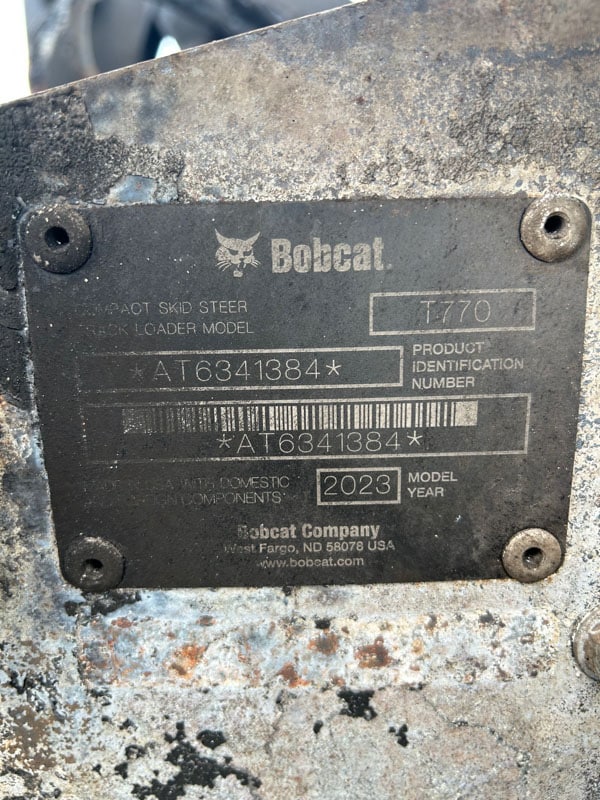 Bobcat.
COMPACT SKID STEER
TRACK LOADER MODEL
T770
*AT6341384*
PRODUCT
IDENTIFICATION
NUMBER
*AT6341384*
WITH DOMESTIC
COMPONENTS
2023
MODEL
YEAR
Bobcat Company
West Fargo, ND 58078 USA
www.bobcat.com